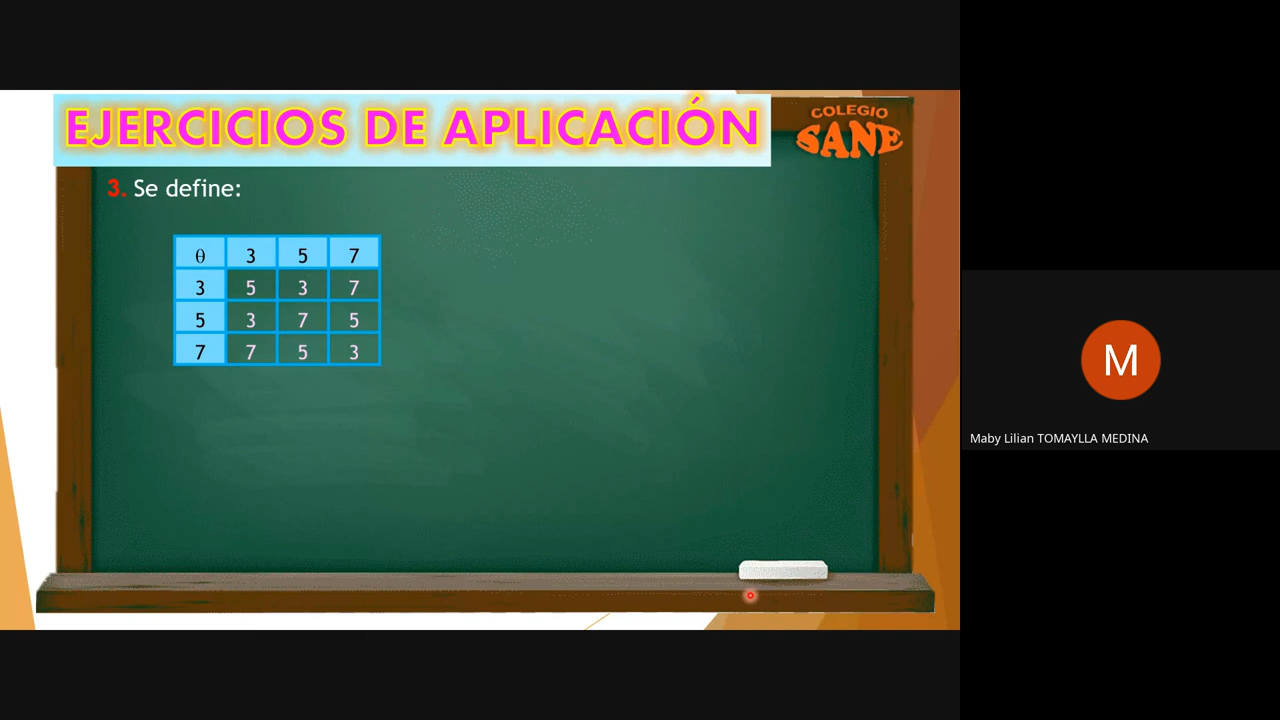 EJERCICIOS DE APLICACIÓN
COLEGIO
SANE
3. Se define:
θ 3 5 7
3 5 3 7
5 3 7 5
7 7 5 3
M
Maby Lilian TOMAYLLA MEDINA